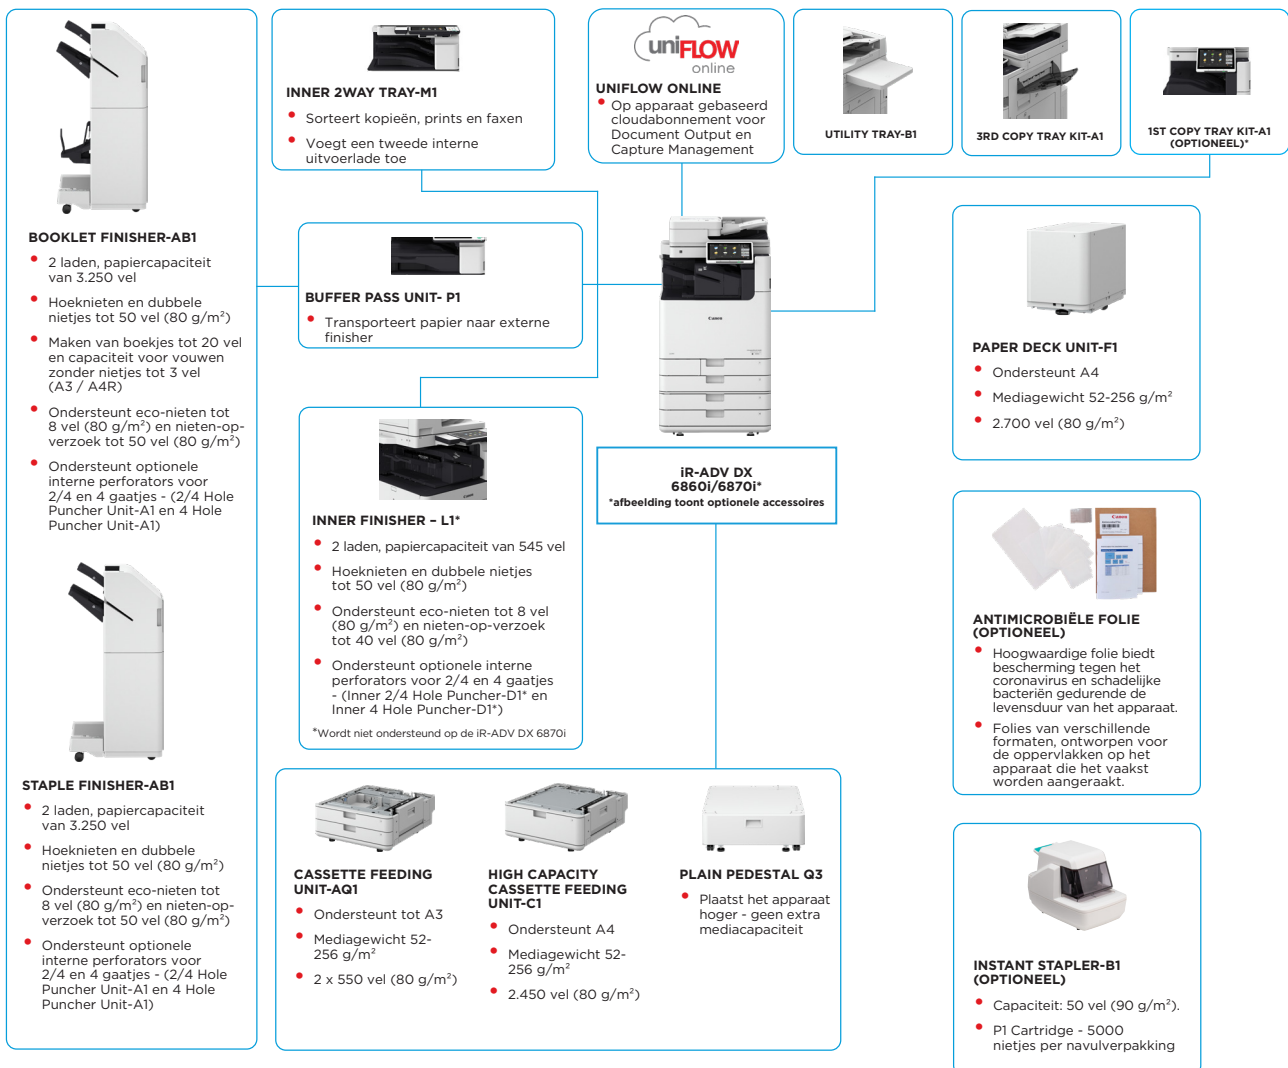 BOOKLET FINISHER-AB1
• 2 laden, papiercapaciteit
van 3.250 vel
• Hoeknieten en dubbele
nietjes tot 50 vel (80 g/m²)
• Maken van boekjes tot 20 vel
en capaciteit voor vouwen
zonder nietjes tot 3 vel
(A3 / A4R)
• Ondersteunt eco-nieten tot
8 vel (80 g/m²) en nieten-op-
verzoek tot 50 vel (80 g/m²)
• Ondersteunt optionele
interne perforators voor
2/4 en 4 gaatjes - (2/4 Hole
Puncher Unit-A1 en 4 Hole
Puncher Unit-A1)
STAPLE FINISHER-AB1
• 2 laden, papiercapaciteit
van 3.250 vel
• Hoeknieten en dubbele
nietjes tot 50 vel (80 g/m²)
• Ondersteunt eco-nieten tot
8 vel (80 g/m²) en nieten-op-
verzoek tot 50 vel (80 g/m²)
• Ondersteunt optionele
interne perforators voor
2/4 en 4 gaatjes - (2/4 Hole
Puncher Unit-A1 en 4 Hole
Puncher Unit-A1)
INNER 2WAY TRAY-M1
• Sorteert kopieën, prints en faxen
• Voegt een tweede interne
uitvoerlade toe
uniFLOW
online
UNIFLOW ONLINE
• Op apparaat gebaseerd
cloudabonnement voor
Document Output en
Capture Management
UTILITY TRAY-B1
3RD COPY TRAY KIT-A1
1ST COPY TRAY KIT-A1
(OPTIONEEL)*
BUFFER PASS UNIT- P1
• Transporteert papier naar externe
finisher
Canon
iR-ADV DX
6860i/6870i*
*afbeelding toont optionele accessoires
INNER FINISHER – L1*
• 2 laden, papiercapaciteit van 545 vel
• Hoeknieten en dubbele nietjes
tot 50 vel (80 g/m²)
• Ondersteunt eco-nieten tot 8 vel
(80 g/m²) en nieten-op-verzoek
tot 40 vel (80 g/m²)
• Ondersteunt optionele interne
perforators voor 2/4 en 4 gaatjes
- (Inner 2/4 Hole Puncher-D1* en
Inner 4 Hole Puncher-D1*)
*Wordt niet ondersteund op de iR-ADV DX 6870i
CASSETTE FEEDING
UNIT-AQ1
• Ondersteunt tot A3
• Mediagewicht 52-
256 g/m²
• 2 x 550 vel (80 g/m²)
HIGH CAPACITY
CASSETTE FEEDING
UNIT-C1
• Ondersteunt A4
• Mediagewicht 52-
256 g/m²
• 2.450 vel (80 g/m²)
PLAIN PEDESTAL Q3
• Plaatst het apparaat
hoger - geen extra
mediacapaciteit
PAPER DECK UNIT-F1
• Ondersteunt A4
• Mediagewicht 52-256 g/m²
• 2.700 vel (80 g/m²)
Canon
ANTIMICROBIËLE FOLIE
(OPTIONEEL)
• Hoogwaardige folie biedt
bescherming tegen het
coronavirus en schadelijke
bacteriën gedurende de
levensduur van het apparaat.
• Folies van verschillende
formaten, ontworpen voor
de oppervlakken op het
apparaat die het vaakst
worden aangeraakt.
INSTANT STAPLER-B1
(OPTIONEEL)
• Capaciteit: 50 vel (90 g/m²).
• P1 Cartridge - 5000
nietjes per navulverpakking